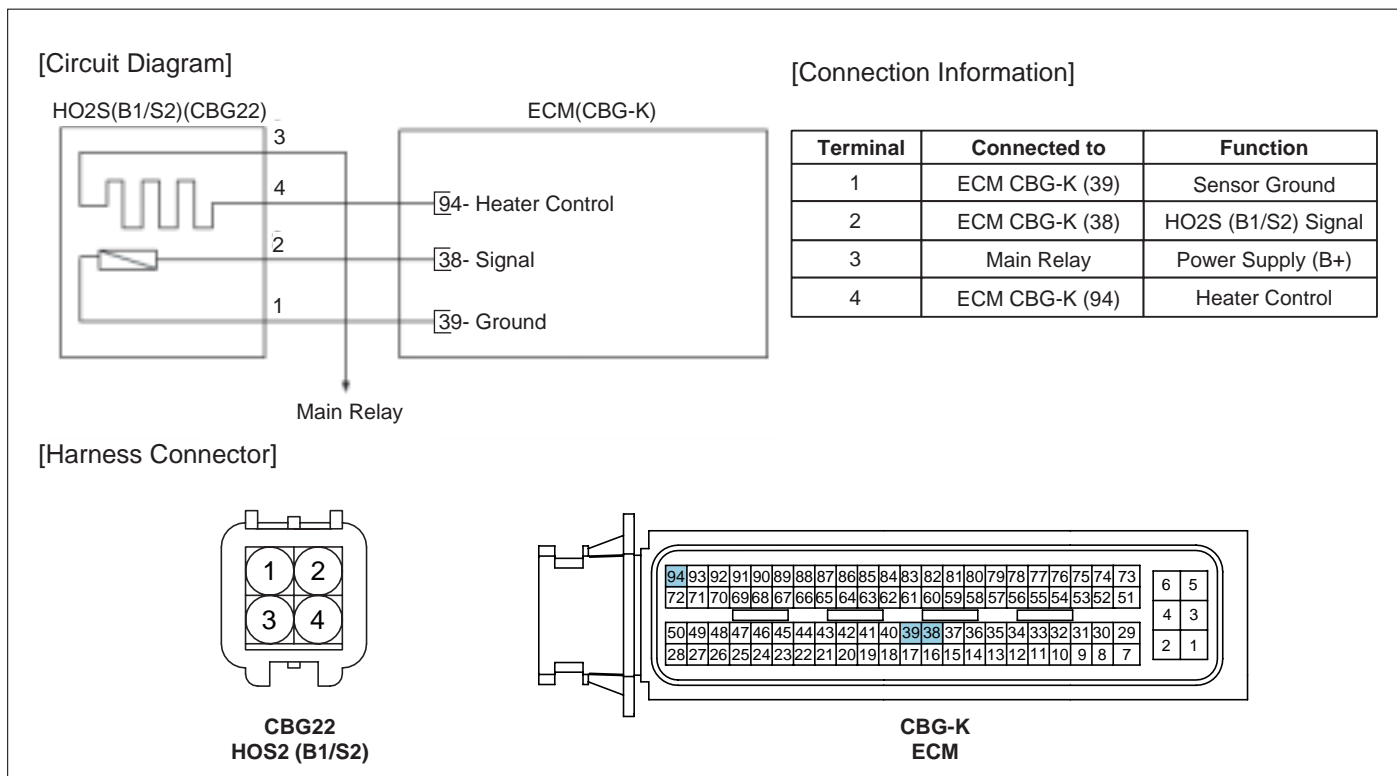 [Circuit Diagram]
HO2S(B1/S2)(CBG22)
ECM(CBG-K)
3
4
94- Heater Control
2
38- Signal
1
39- Ground
Main Relay
[Connection Information]
Terminal Connected to Function
1 ECM CBG-K (39) Sensor Ground
2 ECM CBG-K (38) HO2S (B1/S2) Signal
3 Main Relay Power Supply (B+)
4 ECM CBG-K (94) Heater Control
[Harness Connector]
1 2
3 4
CBG22
HOS2 (B1/S2)
94 93 92 91 90 89 88 87 86 85 84 83 82 81 80 79 78 77 76 75 74 73
72 71 70 69 68 67 66 65 64 63 62 61 60 59 58 57 56 55 54 53 52 51
50 49 48 47 46 45 44 43 42 41 40 39 38 37 36 35 34 33 32 31 30 29
28 27 26 25 24 23 22 21 20 19 18 17 16 15 14 13 12 11 10 9 8 7
6 5
4 3
2 1
CBG-K
ECM